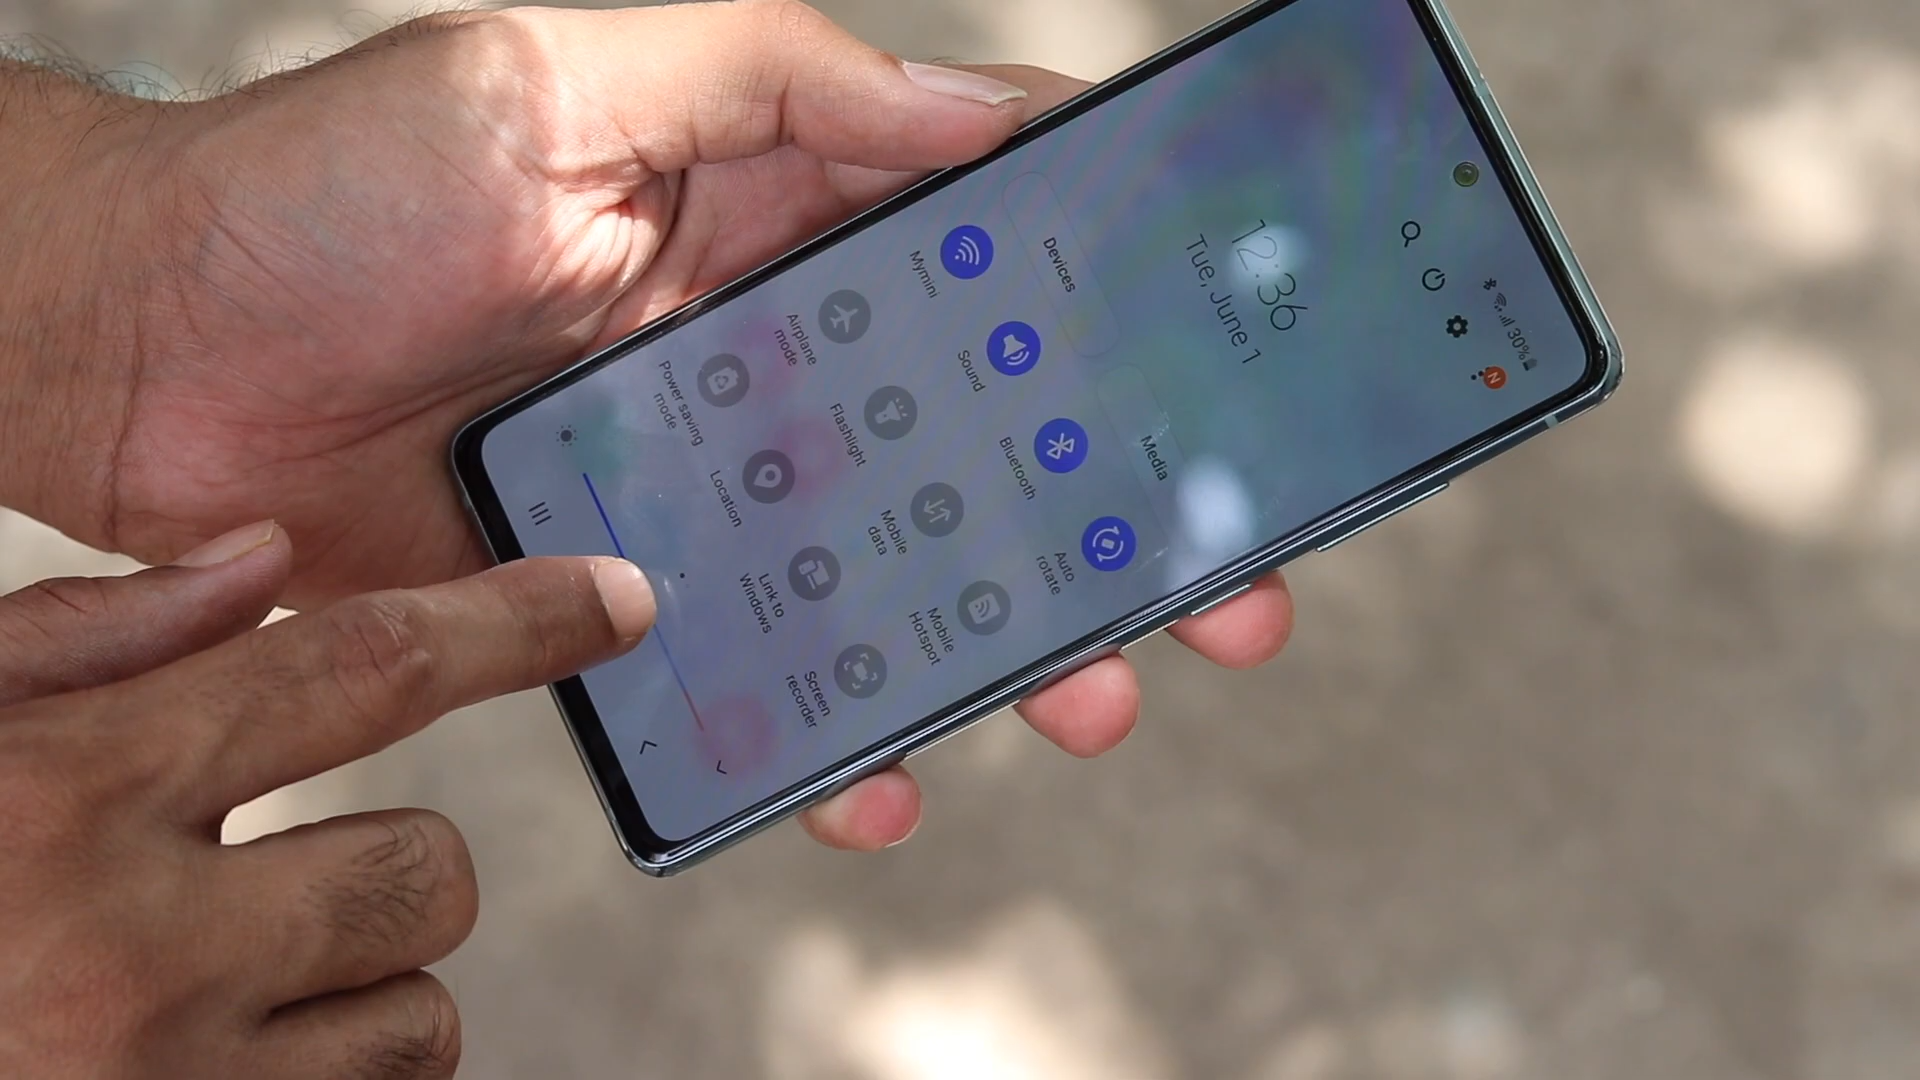 30%
N
12:36
Tue, June 1
Devices
Media
Mymini
Sound
Bluetooth
Auto
rotate
Airplane
mode
Flashlight
Mobile
data
Mobile
Hotspot
Power saving
mode
Location
Link to
Windows
Screen
recorder